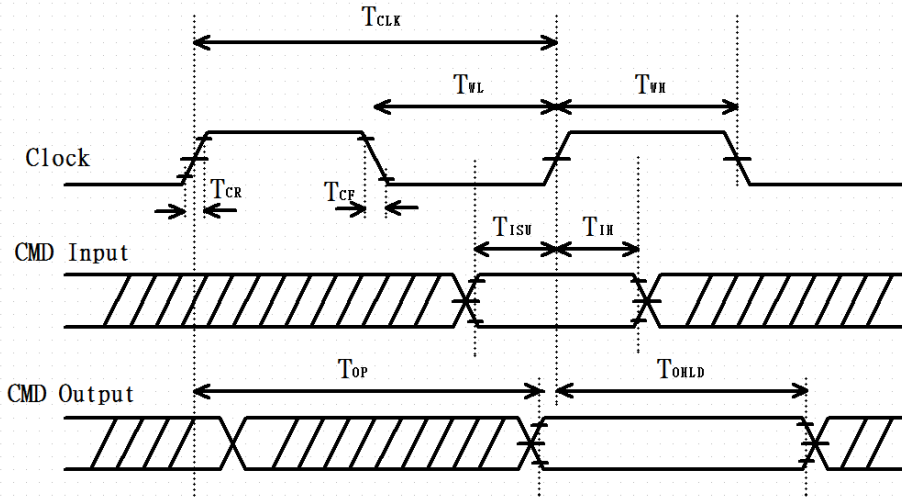 TCLK
TWL
TWH
Clock
TCR
TCF
TISU
TIH
CMD Input
TOP
TOHLD
CMD Output